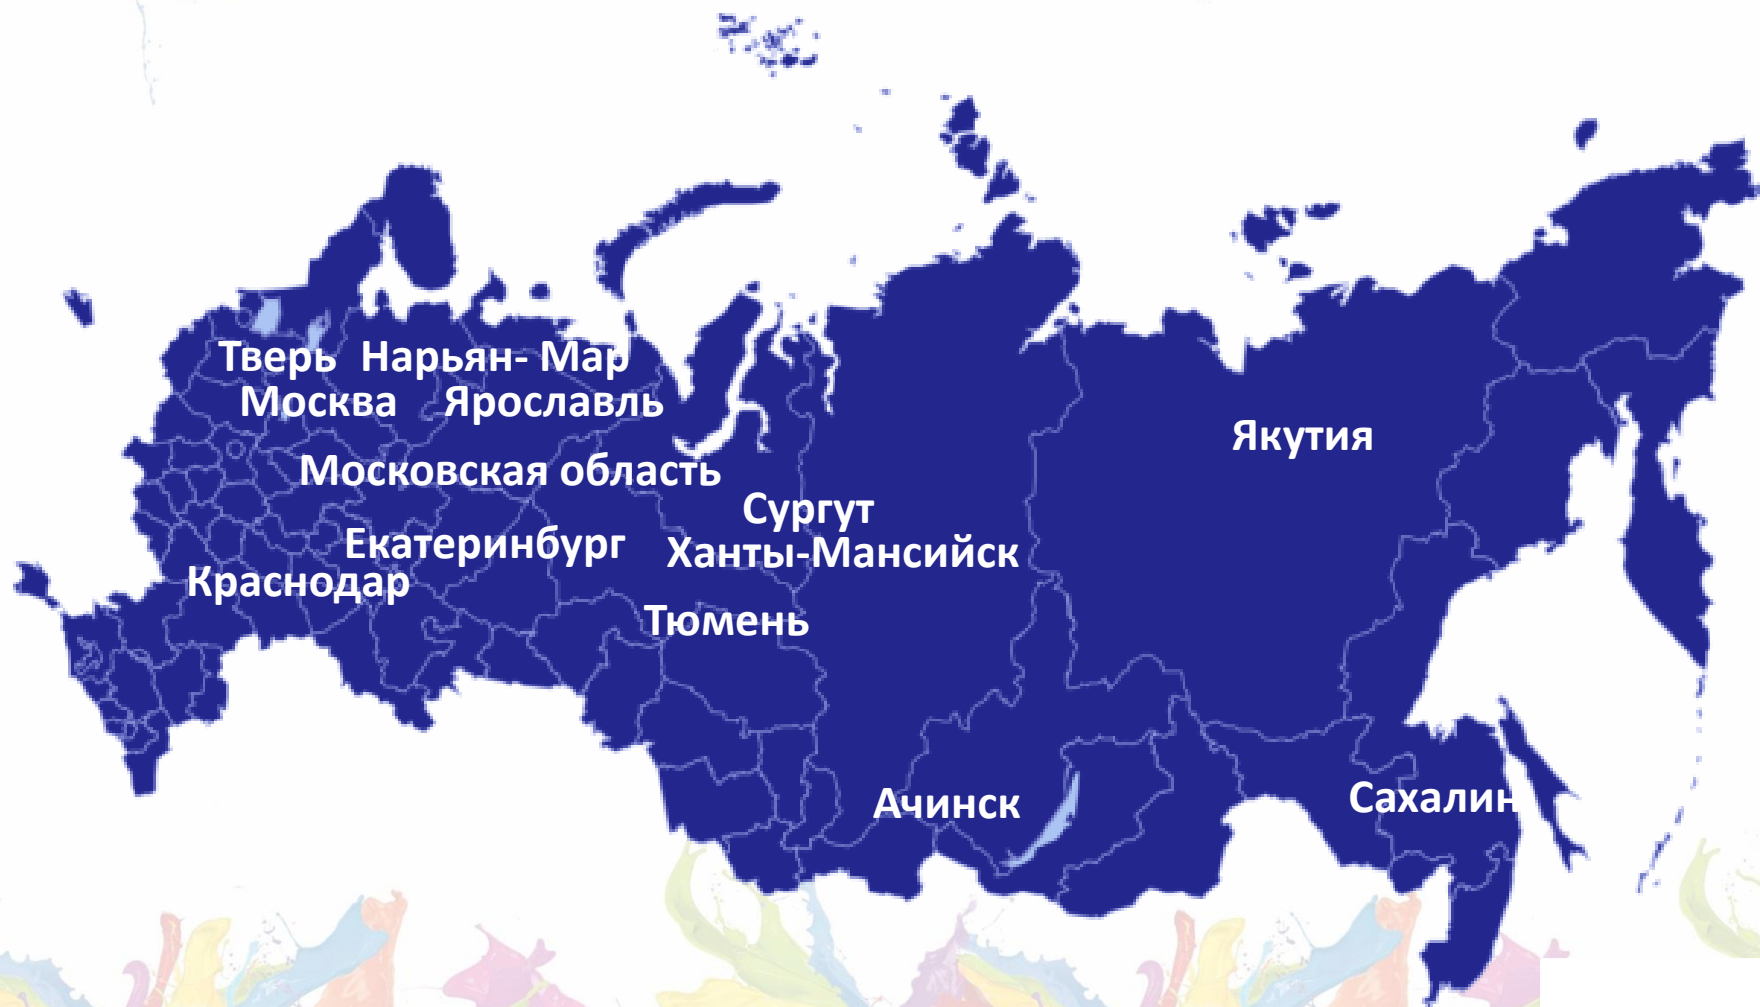 Тверь Нарьян- Мар
Москва Ярославль
Якутия
Московская область
Сургут
Екатеринбург
Ханты-Мансийск
Краснодар
Тюмень
Ачинск
Сахалин